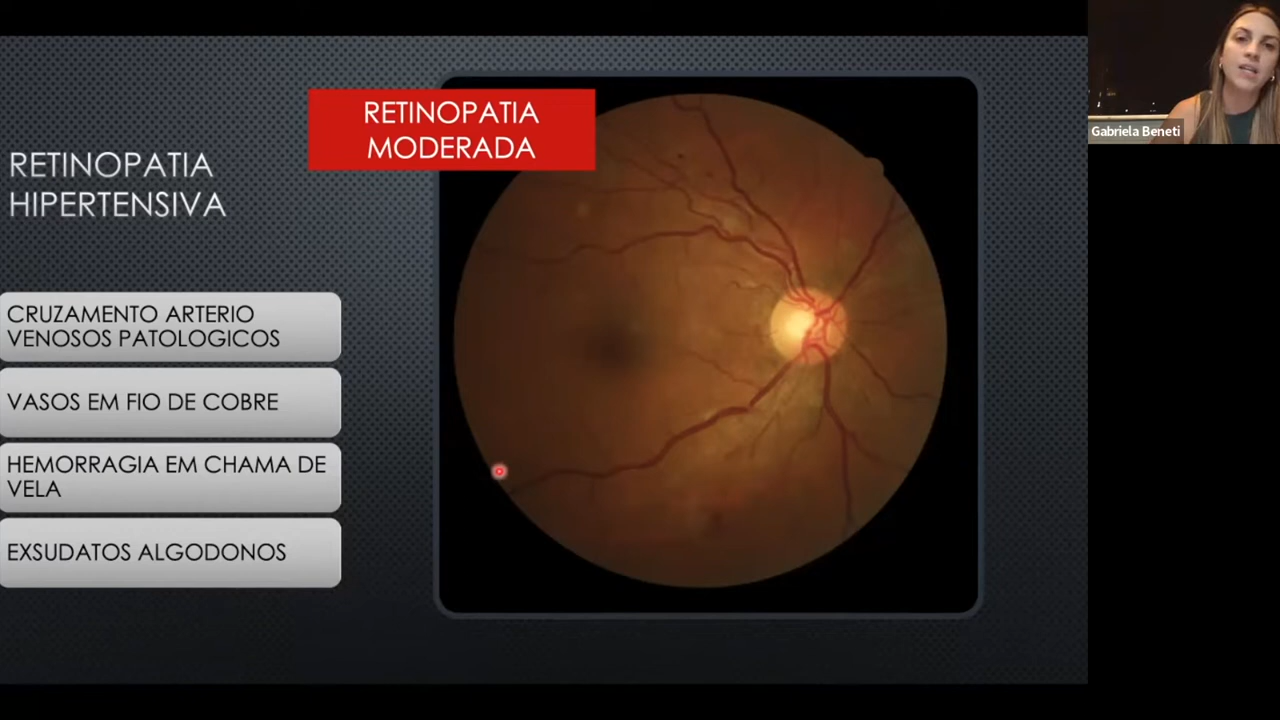 RETINOPATIA
MODERADA
RETINOPATIA
HIPERTENSIVA
CRUZAMENTO ARTERIO
VENOSOS PATOLOGICOS
VASOS EM FIO DE COBRE
HEMORRAGIA EM CHAMA DE
VELA
EXSUDATOS ALGODONOS
Gabriela Beneti